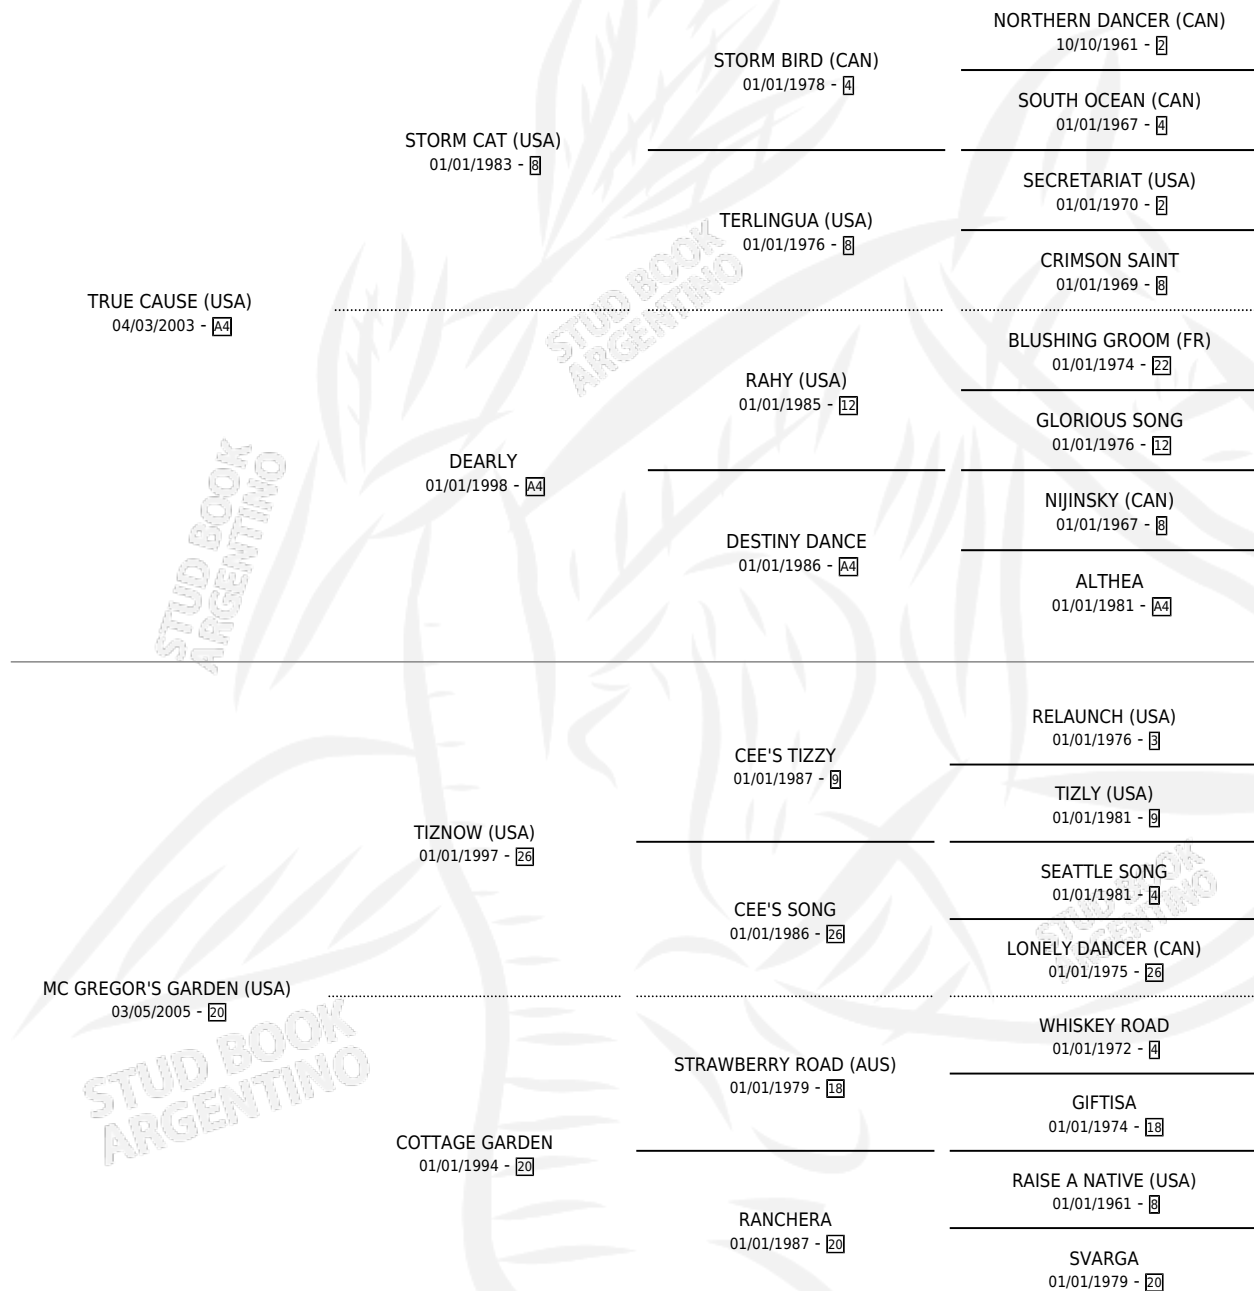 NORTHERN DANCER (CAN)
10/10/1961 - 2
STORM BIRD (CAN)
01/01/1978 - 4
SOUTH OCEAN (CAN)
01/01/1967 - 4
STORM CAT (USA)
01/01/1983 - 8
SECRETARIAT (USA)
01/01/1970 - 2
TERLINGUA (USA)
01/01/1976 - 8
CRIMSON SAINT
01/01/1969 - 8
TRUE CAUSE (USA)
04/03/2003 - A4
STUD BOOK
ARGENTINO
BLUSHING GROOM (FR)
01/01/1974 - 22
RAHY (USA)
01/01/1985 - 12
GLORIOUS SONG
01/01/1976 - 12
DEARLY
01/01/1998 - A4
NIJINSKY (CAN)
01/01/1967 - 8
DESTINY DANCE
01/01/1986 - A4
ALTHEA
01/01/1981 - A4
STUD BOOK
ARGENTINO
RELAUNCH (USA)
01/01/1976 - 3
CEE'S TIZZY
01/01/1987 - 9
TIZLY (USA)
01/01/1981 - 9
TIZNOW (USA)
01/01/1997 - 26
SEATTLE SONG
01/01/1981 - 4
CEE'S SONG
01/01/1986 - 26
STUD BOOK
ARGENTINO
LONELY DANCER (CAN)
01/01/1975 - 26
MC GREGOR'S GARDEN (USA)
03/05/2005 - 20
STUD BOOK
ARGENTINO
WHISKEY ROAD
01/01/1972 - 4
STRAWBERRY ROAD (AUS)
01/01/1979 - 18
GIFTISA
01/01/1974 - 18
COTTAGE GARDEN
01/01/1994 - 20
RAISE A NATIVE (USA)
01/01/1961 - 8
RANCHERA
01/01/1987 - 20
SVARGA
01/01/1979 - 20